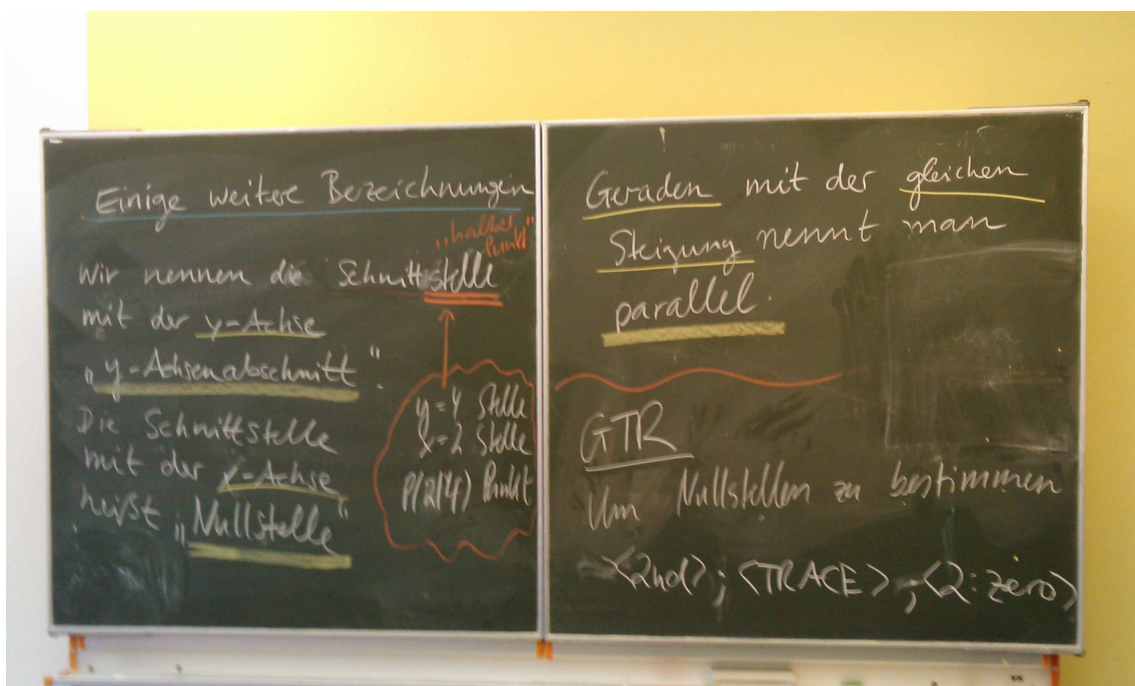 Einige weitere Bezeichnungen
"halber
Punkt"
Wir nennen die Schnittstelle
mit der y-Achse
„y-Achsenabschnitt".
Die Schnittstelle
mit der x-Achse
heißt „Nullstelle"
y=4 Stelle
x=2 Stelle
P(2|4) Punkt
Geraden mit der gleichen
Steigung nennt man
parallel.
GTR
Um Nullstellen zu bestimmen
<2nd>; <TRACE>; <2:zero>